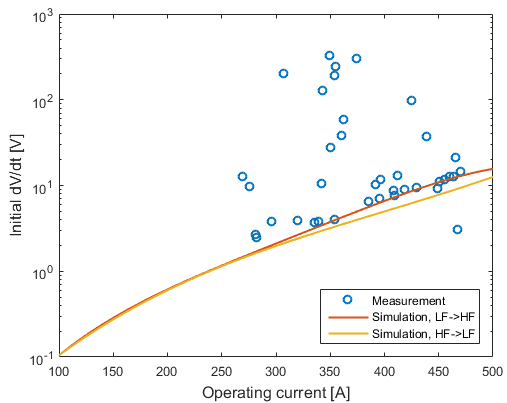 10^3
10^2
10^1
10^0
10^-1
Initial dV/dt [V]
Measurement
Simulation, LF->HF
Simulation, HF->LF
100 150 200 250 300 350 400 450 500
Operating current [A]